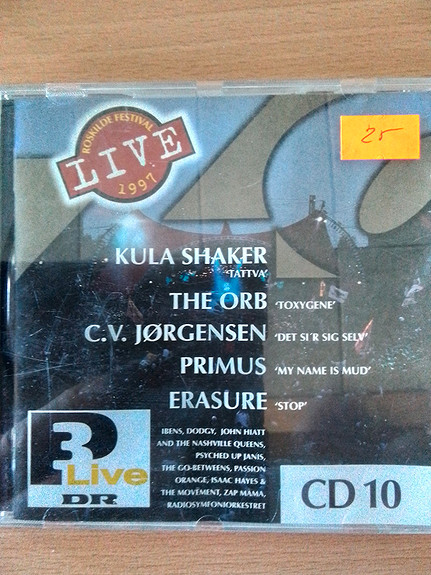 ROSKILDE FESTIVAL
LIVE
1997
25
KULA SHAKER
'TATTVA'
THE ORB 'TOXYGENE'
C.V. JØRGENSEN 'DET SI´R SIG SELV'
PRIMUS 'MY NAME IS MUD'
ERASURE 'STOP'
IBENS, DODGY, JOHN HIATT
AND THE NASHVILLE QUEENS,
PSYCHED UP JANIS,
THE GO-BETWEENS, PASSION
ORANGE, ISAAC HAYES &
THE MOVEMENT, ZAP MAMA,
RADIOSYMFONIORKESTRET
P3
Live
DR
CD 10